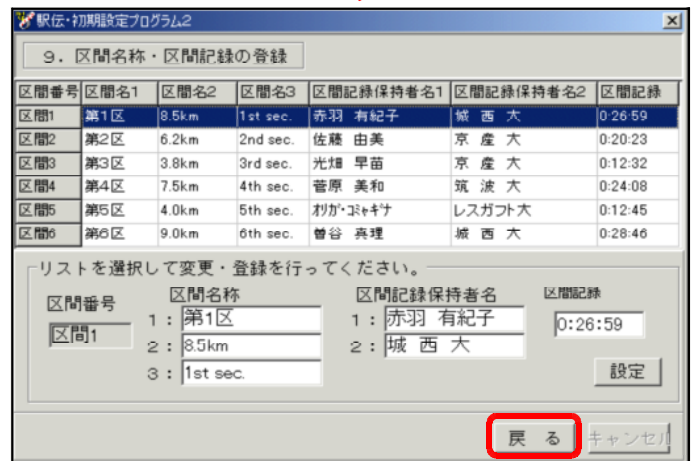 駅伝・初期設定プログラム2
9. 区間名称・区間記録の登録
区間番号 区間名1 区間名2 区間名3 区間記録保持者名1 区間記録保持者名2 区間記録
区間1 第1区 8.5km 1st sec. 赤羽 有紀子 城 西 大 0:26:59
区間2 第2区 6.2km 2nd sec. 佐藤 由美 京 産 大 0:20:23
区間3 第3区 3.8km 3rd sec. 光畑 早苗 京 産 大 0:12:32
区間4 第4区 7.5km 4th sec. 菅原 美和 筑 波 大 0:24:08
区間5 第5区 4.0km 5th sec. オリガ・コミャギナ レスガフト大 0:12:45
区間6 第6区 9.0km 6th sec. 曽谷 真理 城 西 大 0:28:46
リストを選択して変更・登録を行ってください。
区間番号 区間名称 区間記録保持者名 区間記録
区間1 1: 第1区 1: 赤羽 有紀子 0:26:59
2: 8.5km 2: 城 西 大
3: 1st sec. 設定
戻 る キャンセル